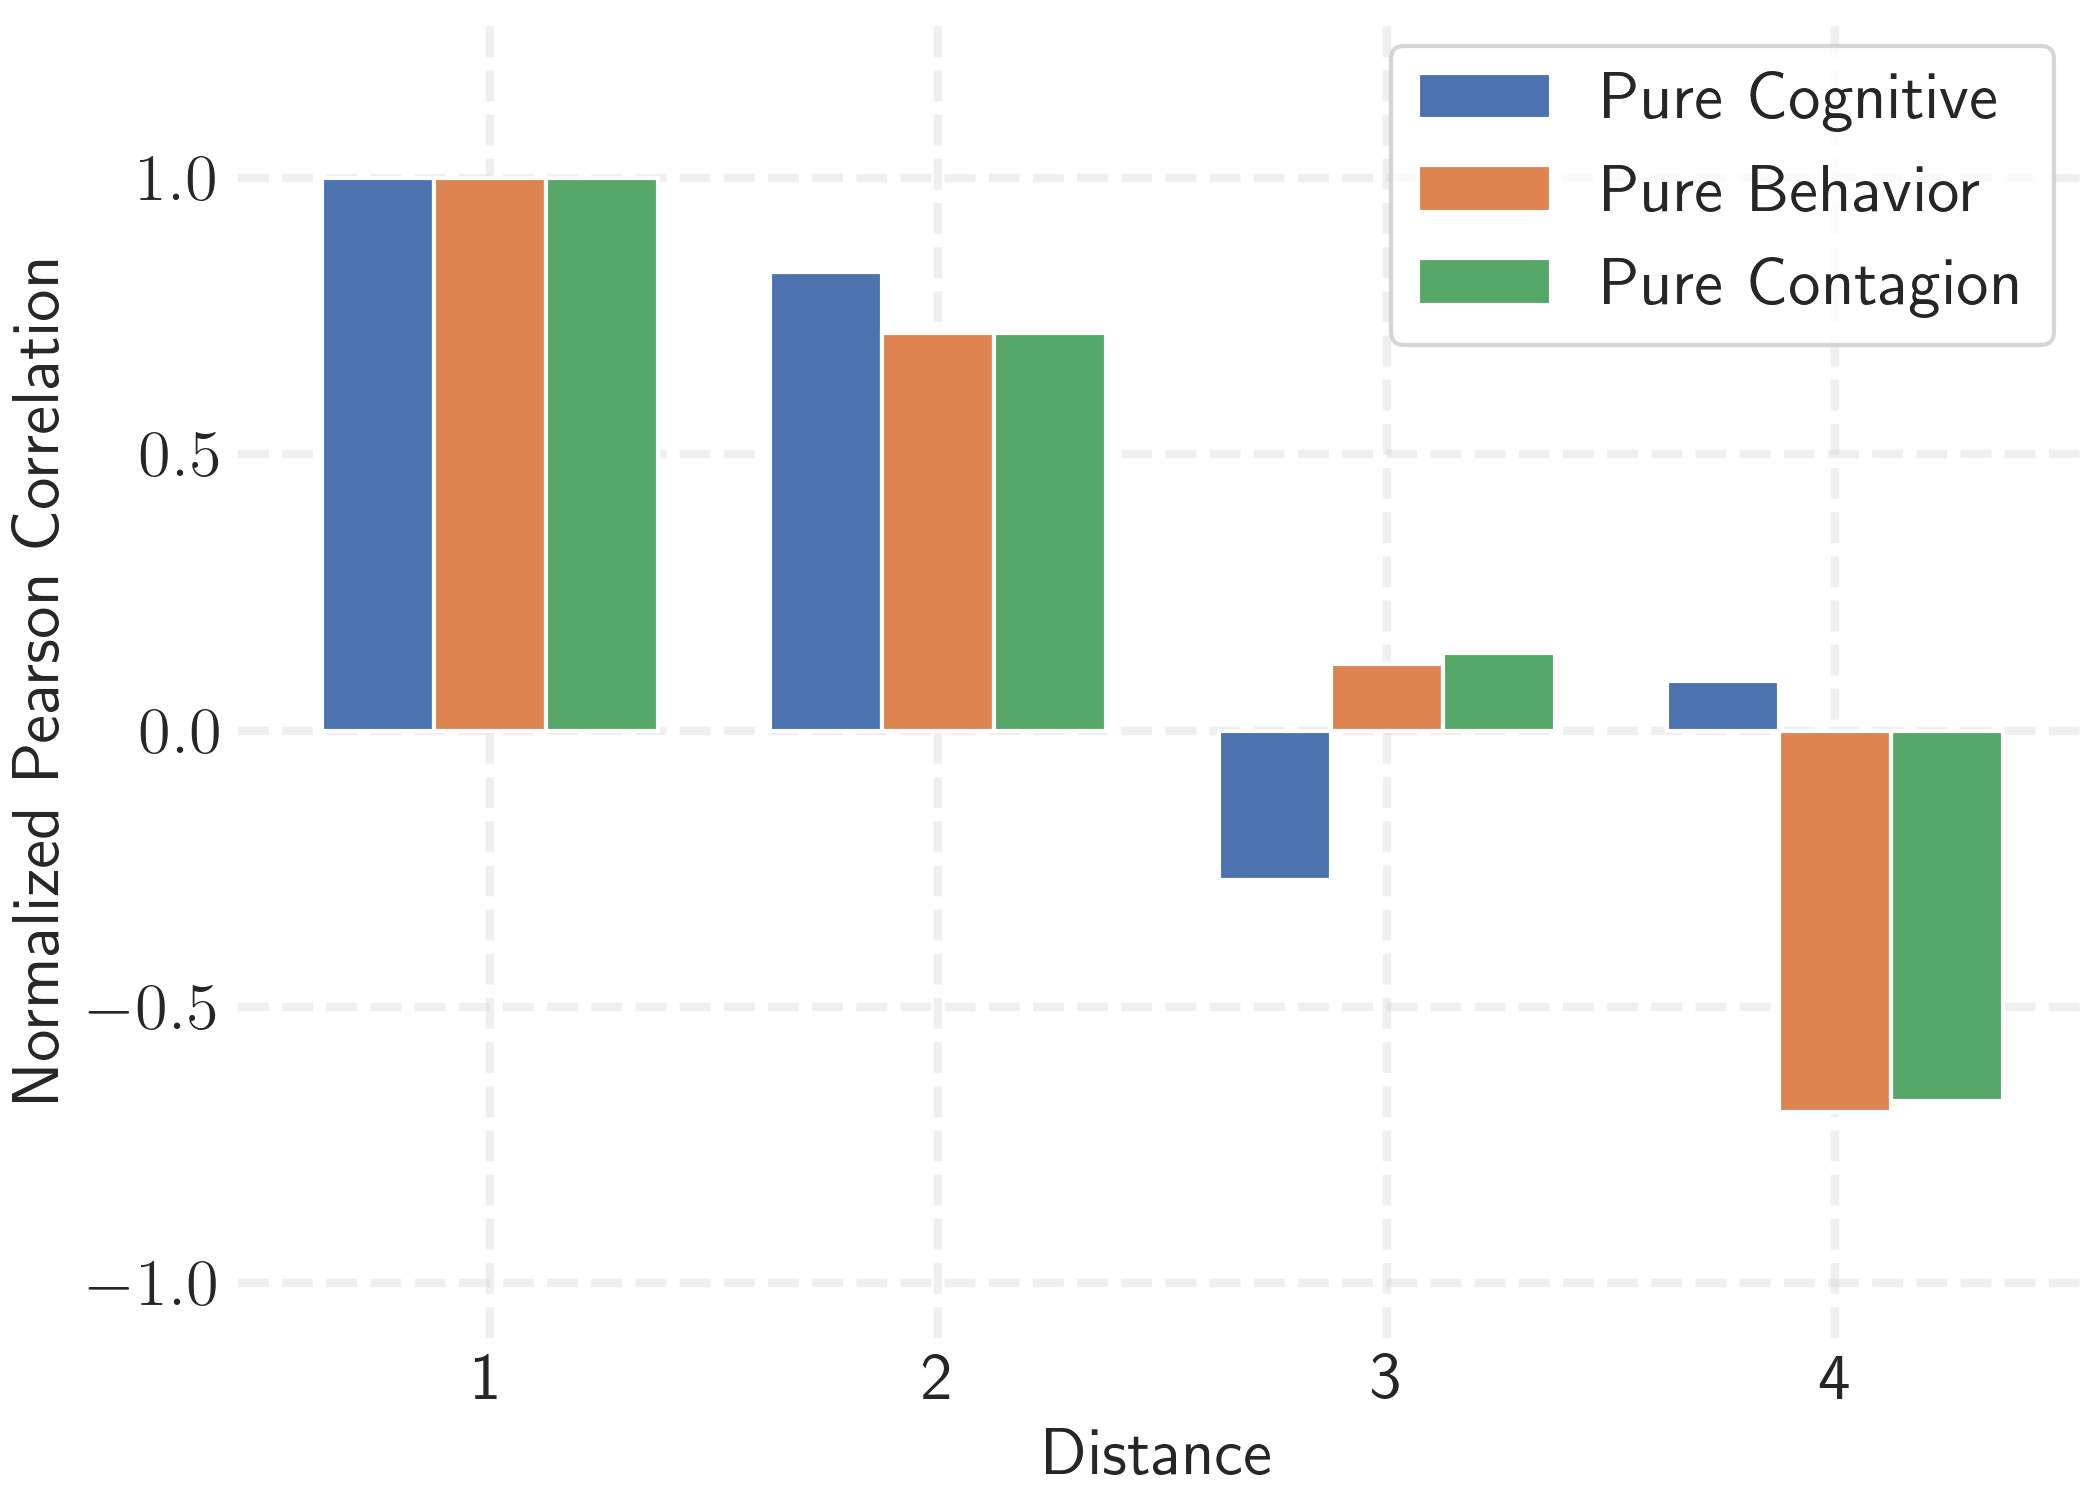 Normalized Pearson Correlation
1.0
0.5
0.0
−0.5
−1.0
Pure Cognitive
Pure Behavior
Pure Contagion
1 2 3 4
Distance